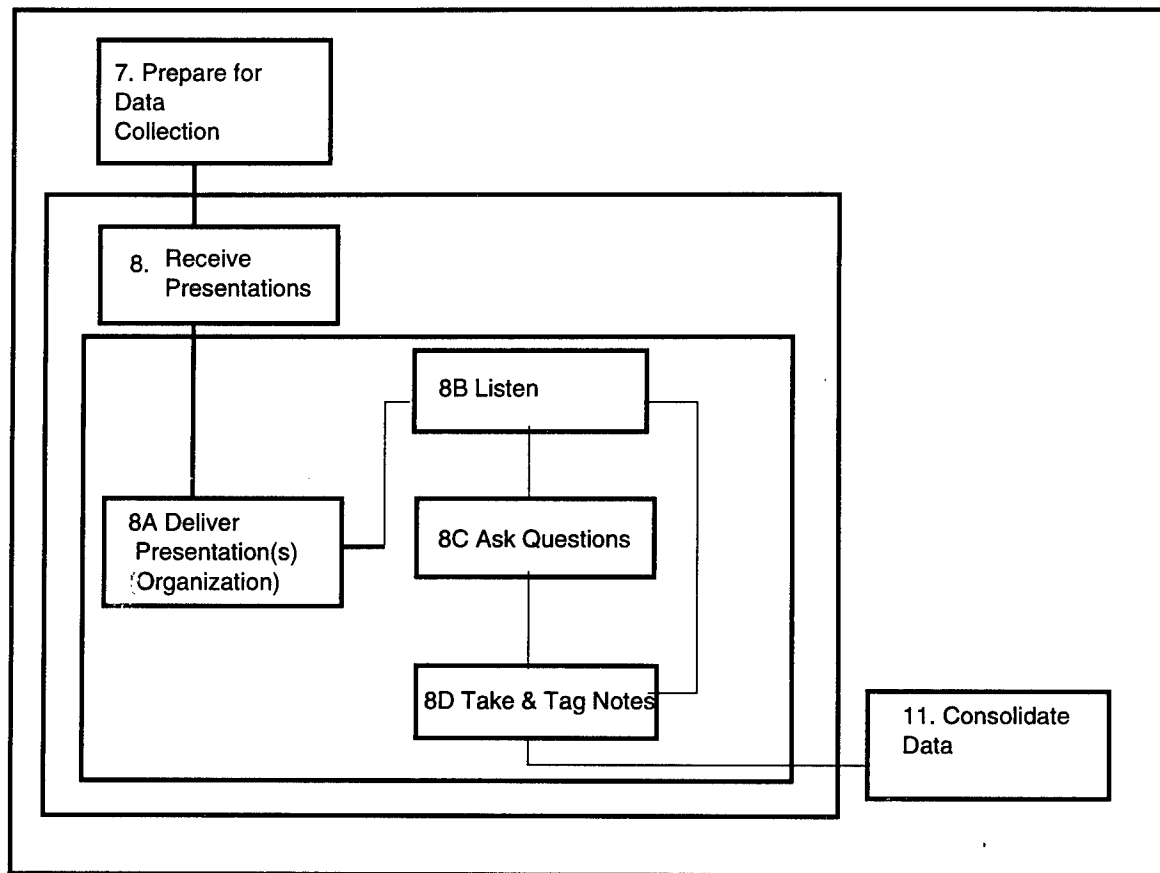 7. Prepare for
Data
Collection
8. Receive
Presentations
8B Listen
8A Deliver
Presentation(s)
(Organization)
8C Ask Questions
8D Take & Tag Notes
11. Consolidate
Data